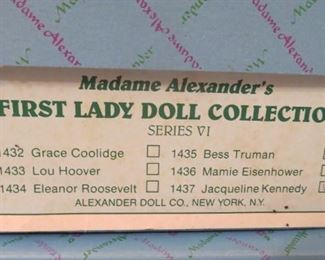 Madame Alexander's
FIRST LADY DOLL COLLECTIO
SERIES VI
1432 Grace Coolidge 1435 Bess Truman
1433 Lou Hoover 1436 Mamie Eisenhower
1434 Eleanor Roosevelt 1437 Jacqueline Kennedy
ALEXANDER DOLL CO., NEW YORK, N.Y.